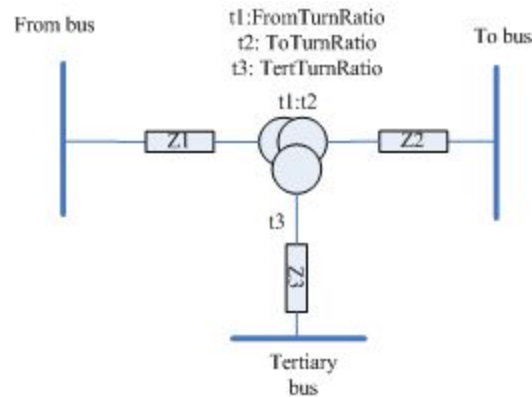 t1:FromTurnRatio
From bus
t2: ToTurnRatio
To bus
t3: TertTurnRatio
t1:t2
Z1
Z2
t3
Z3
Tertiary
bus